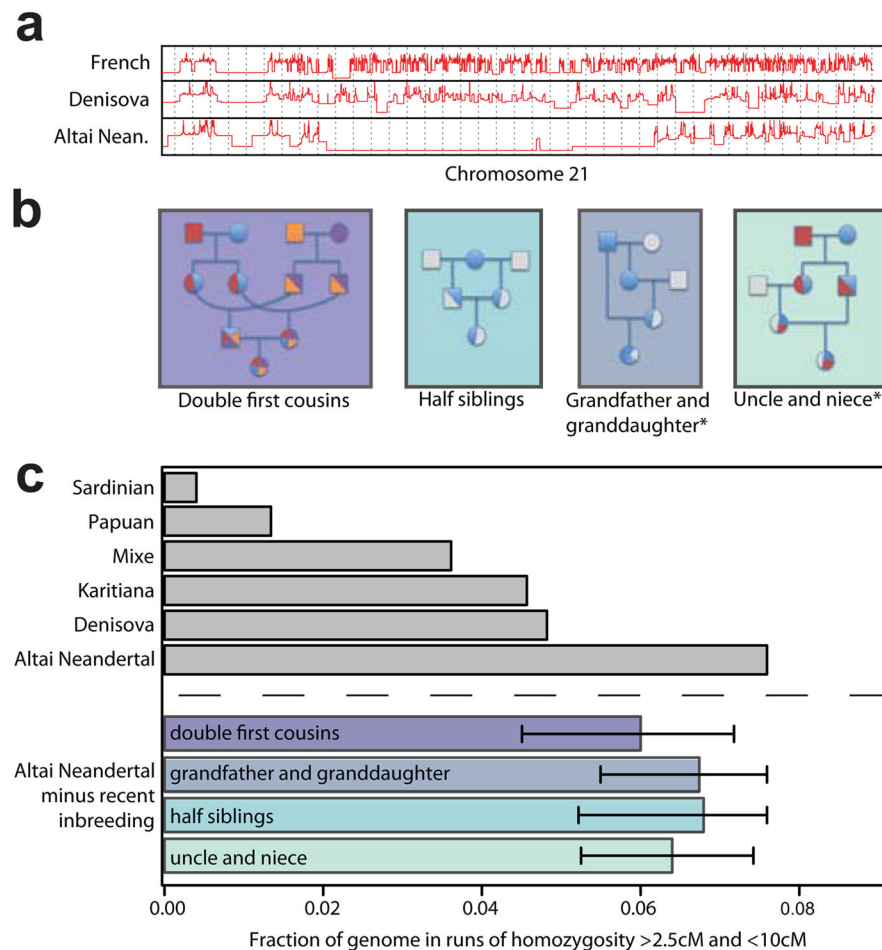 a
French
Denisova
Altai Nean.
Chromosome 21
b
Double first cousins
Half siblings
Grandfather and
granddaughter*
Uncle and niece*
c
Sardinian
Papuan
Mixe
Karitiana
Denisova
Altai Neandertal
Altai Neandertal
minus recent
inbreeding
double first cousins
grandfather and granddaughter
half siblings
uncle and niece
0.00 0.02 0.04 0.06 0.08
Fraction of genome in runs of homozygosity >2.5cM and <10cM